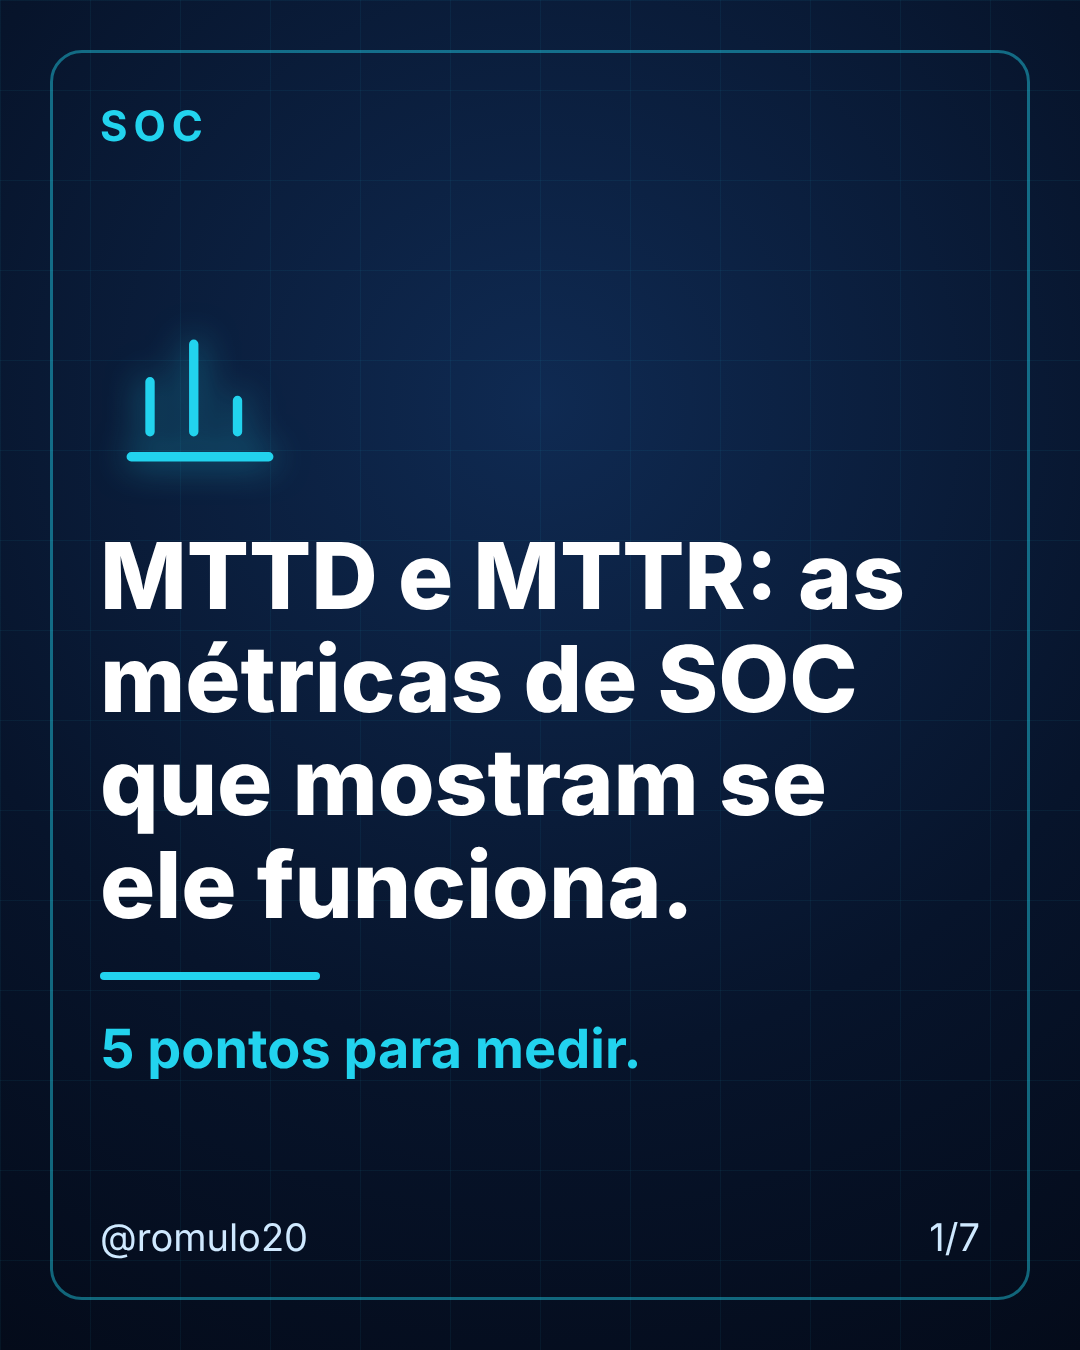 SOC
MTTD e MTTR: as
métricas de SOC
que mostram se
ele funciona.
5 pontos para medir.
@romulo20
1/7